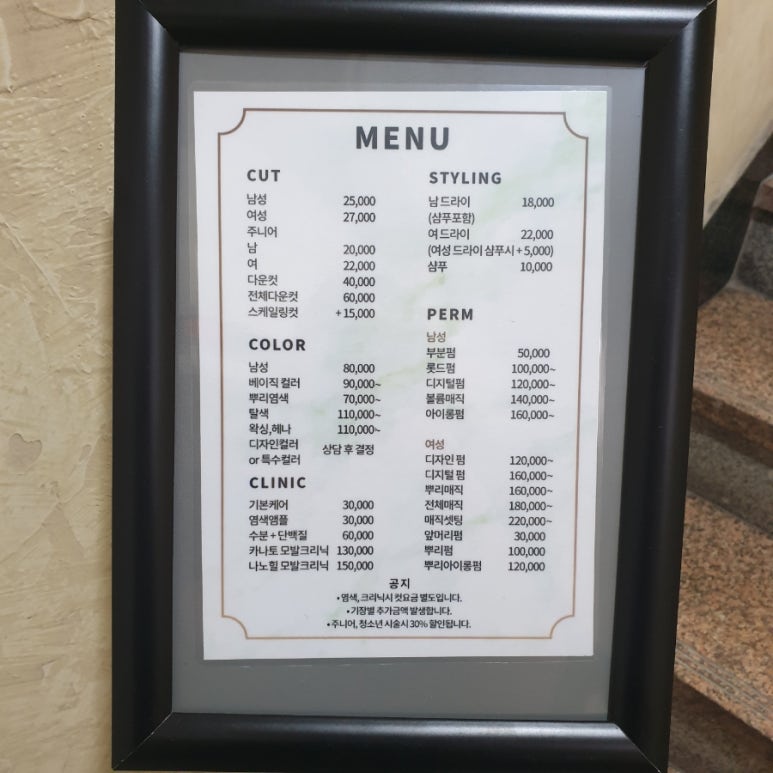 MENU
CUT
남성 25,000
여성 27,000
주니어
남 20,000
여 22,000
다운컷 40,000
전체다운컷 60,000
스케일링컷 + 15,000
COLOR
남성 80,000
베이직 컬러 90,000~
뿌리염색 70,000~
탈색 110,000~
왁싱,헤나 110,000~
디자인컬러
or 특수컬러 상담 후 결정
CLINIC
기본케어 30,000
염색앰플 30,000
수분 + 단백질 60,000
카나토 모발크리닉 130,000
나노힐 모발크리닉 150,000
STYLING
남 드라이 18,000
(샴푸포함)
여 드라이 22,000
(여성 드라이 샴푸시 + 5,000)
샴푸 10,000
PERM
남성
부분펌 50,000
롯드펌 100,000~
디지털펌 120,000~
볼륨매직 140,000~
아이롱펌 160,000~
여성
디자인 펌 120,000~
디지털 펌 160,000~
뿌리매직 160,000~
전체매직 180,000~
매직셋팅 220,000~
앞머리펌 30,000
뿌리펌 100,000
뿌리아이롱펌 120,000
공지
• 염색, 크리닉시 컷요금 별도입니다.
• 기장별 추가금액 발생합니다.
• 주니어, 청소년 시술시 30% 할인됩니다.